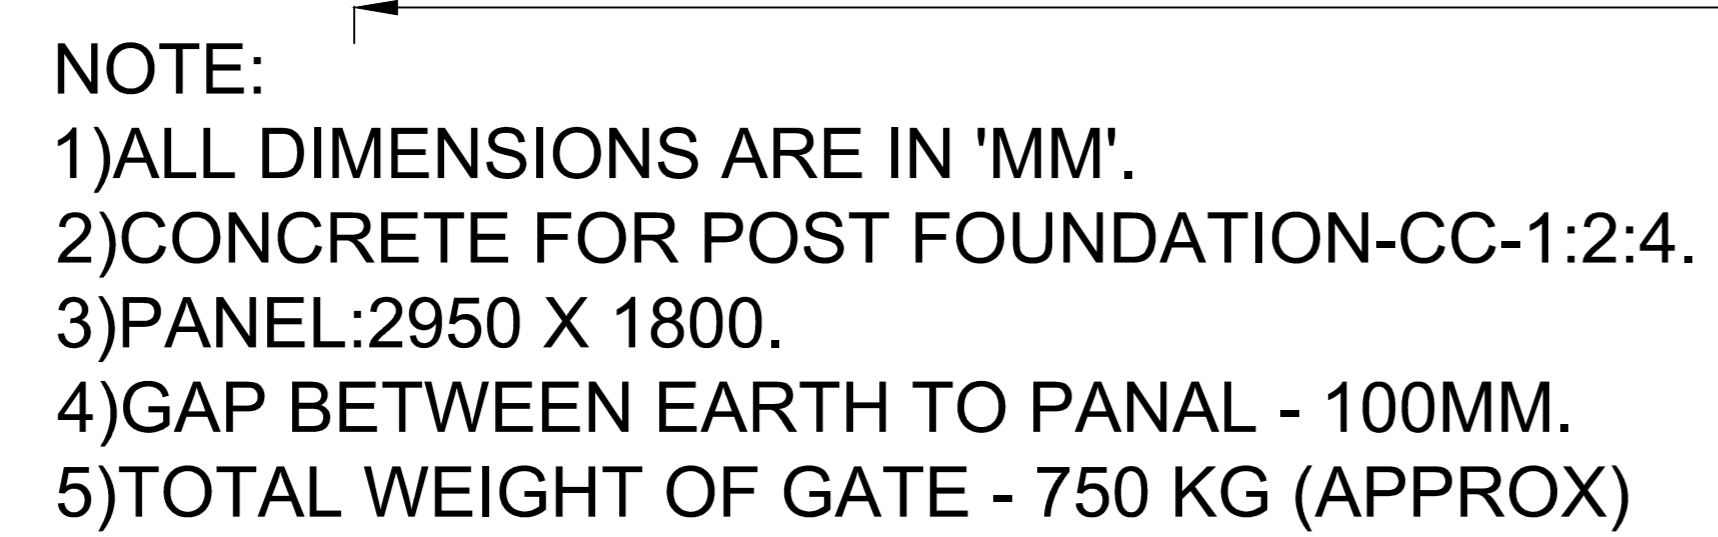 NOTE:
1)ALL DIMENSIONS ARE IN 'MM'.
2)CONCRETE FOR POST FOUNDATION-CC-1:2:4.
3)PANEL:2950 X 1800.
4)GAP BETWEEN EARTH TO PANAL - 100MM.
5)TOTAL WEIGHT OF GATE - 750 KG (APPROX)